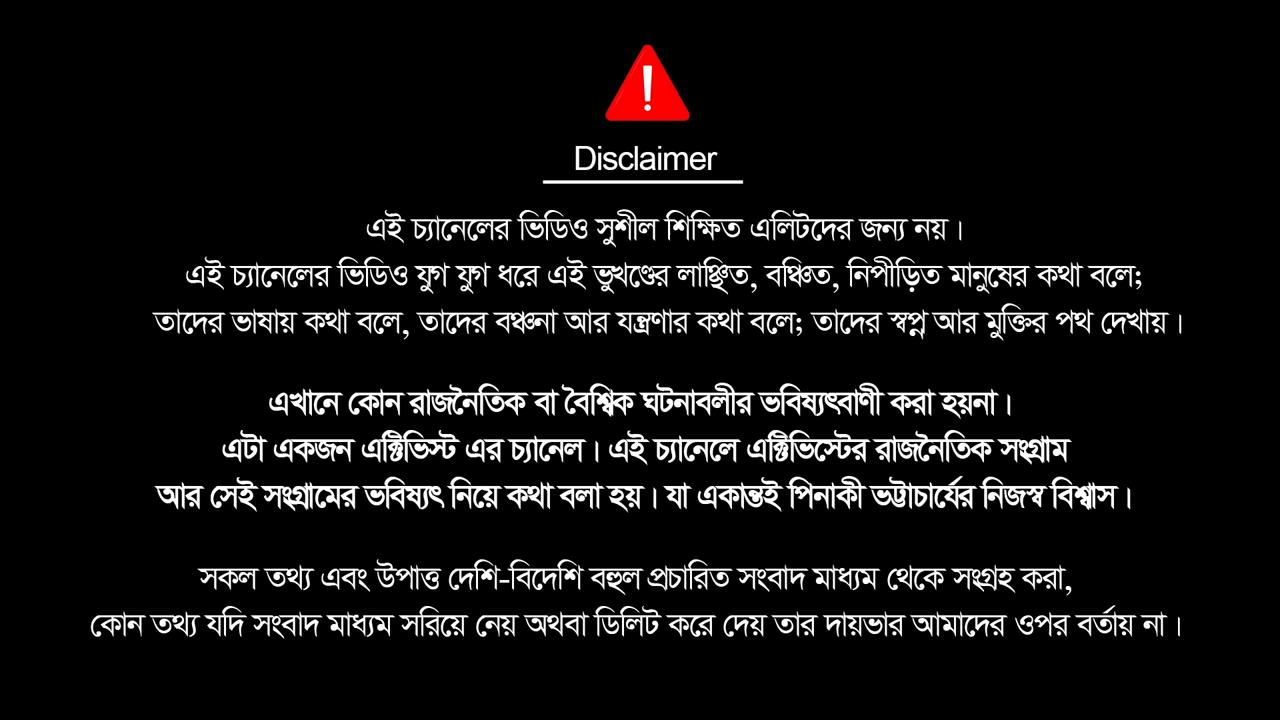 Disclaimer
এই চ্যানেলের ভিডিও সুশীল শিক্ষিত এলিটদের জন্য নয়।
এই চ্যানেলের ভিডিও যুগ যুগ ধরে এই ভুখণ্ডের লাঞ্ছিত, বঞ্চিত, নিপীড়িত মানুষের কথা বলে;
তাদের ভাষায় কথা বলে, তাদের বঞ্চনা আর যন্ত্রণার কথা বলে; তাদের স্বপ্ন আর মুক্তির পথ দেখায়।
এখানে কোন রাজনৈতিক বা বৈশ্বিক ঘটনাবলীর ভবিষ্যৎবাণী করা হয়না।
এটা একজন এক্টিভিস্ট এর চ্যানেল। এই চ্যানেলে এক্টিভিস্টের রাজনৈতিক সংগ্রাম
আর সেই সংগ্রামের ভবিষ্যৎ নিয়ে কথা বলা হয়। যা একান্তই পিনাকী ভট্টাচার্যের নিজস্ব বিশ্বাস।
সকল তথ্য এবং উপাত্ত দেশি-বিদেশি বহুল প্রচারিত সংবাদ মাধ্যম থেকে সংগ্রহ করা,
কোন তথ্য যদি সংবাদ মাধ্যম সরিয়ে নেয় অথবা ডিলিট করে দেয় তার দায়ভার আমাদের ওপর বর্তায় না।